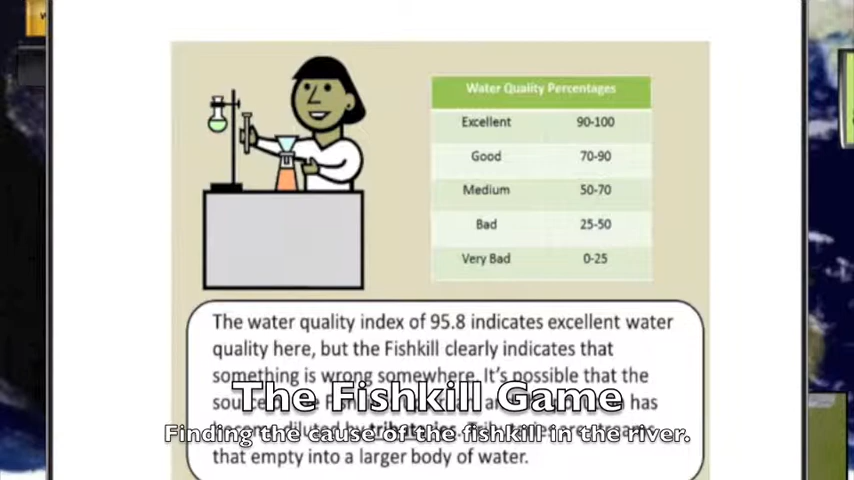 Water Quality Percentages
Excellent 90-100
Good 70-90
Medium 50-70
Bad 25-50
Very Bad 0-25
The water quality index of 95.8 indicates excellent water
quality here, but the Fishkill clearly indicates that
something is wrong somewhere. It's possible that the
has
that empty into a larger body of water.
The Fishkill Game
Finding the cause of the fishkill in the river.